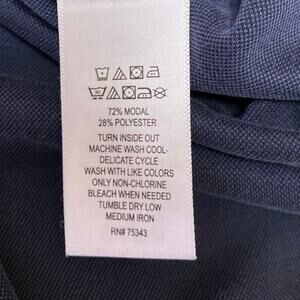 72% MODAL
28% POLYESTER
TURN INSIDE OUT
MACHINE WASH COOL-
DELICATE CYCLE
WASH WITH LIKE COLORS
ONLY NON-CHLORINE
BLEACH WHEN NEEDED
TUMBLE DRY LOW
MEDIUM IRON
RN# 75343